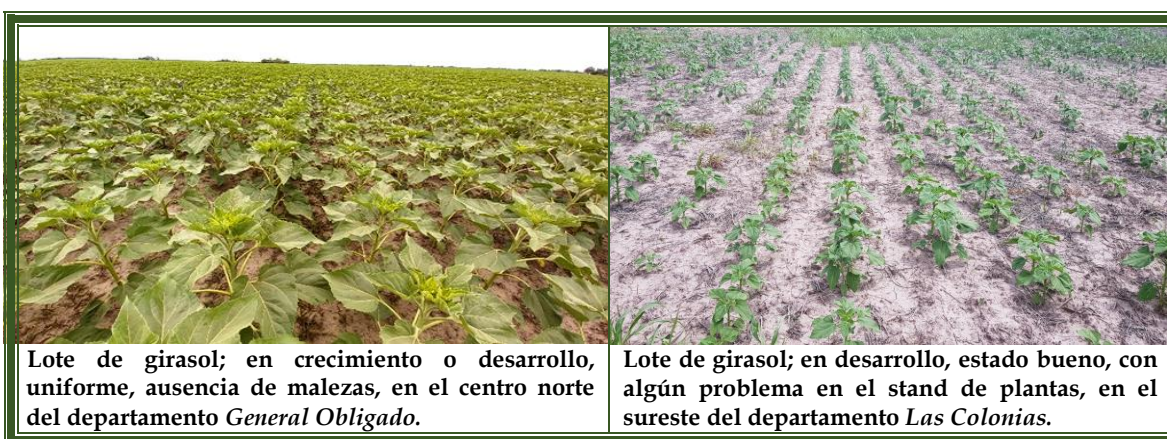 Lote de girasol; en crecimiento o desarrollo,
uniforme, ausencia de malezas, en el centro norte
del departamento General Obligado.
Lote de girasol; en desarrollo, estado bueno, con
algún problema en el stand de plantas, en el
sureste del departamento Las Colonias.